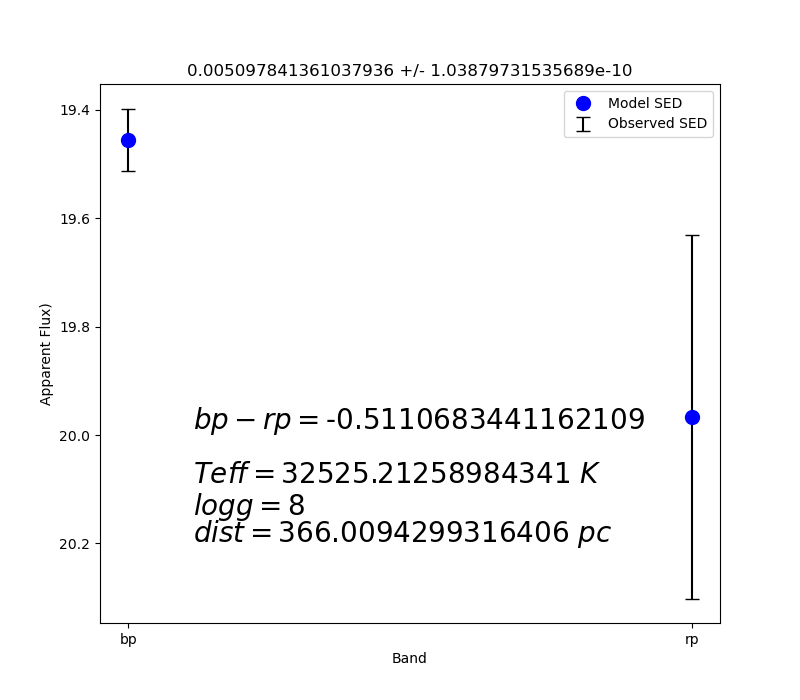 0.005097841361037936 +/- 1.03879731535689e-10
Model SED
Observed SED
19.4
19.6
19.8
20.0
20.2
Apparent Flux)
bp − rp = -0.5110683441162109
Teff = 32525.21258984341 K
logg = 8
dist = 366.0094299316406 pc
bp
rp
Band